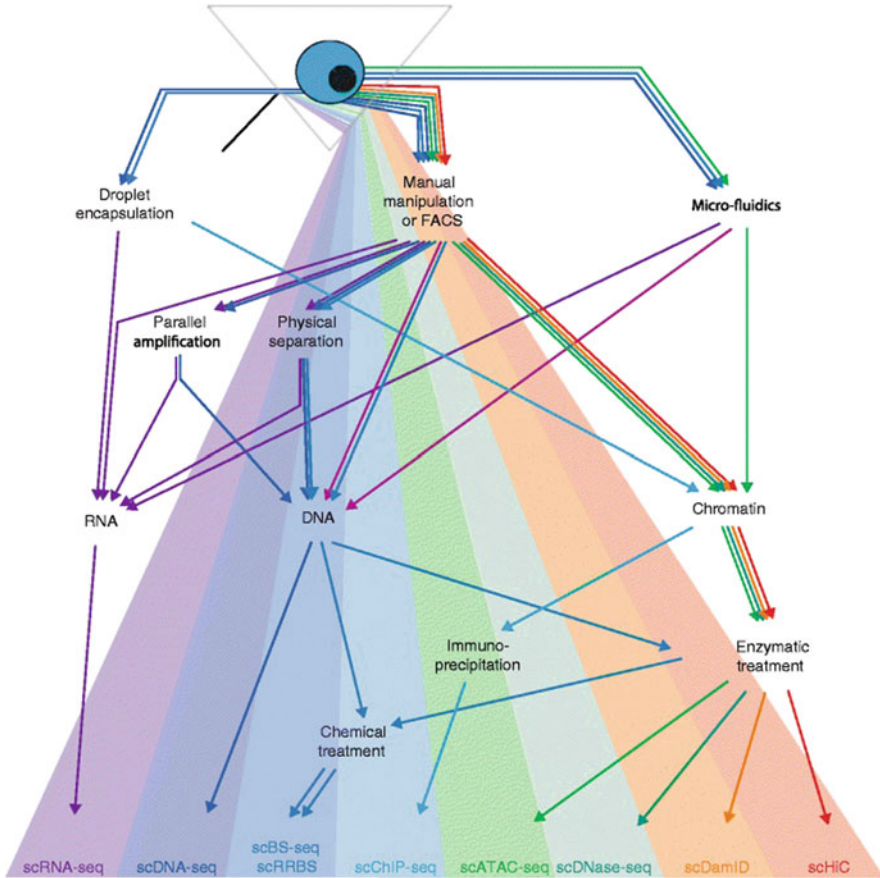 Droplet
encapsulation
Manual
manipulation
or FACS
Micro-fluidics
Parallel
amplification
Physical
separation
RNA
DNA
Chromatin
Immuno-
precipitation
Enzymatic
treatment
Chemical
treatment
scRNA-seq
scDNA-seq
scBS-seq
scRRBS
scChIP-seq
scATAC-seq
scDNase-seq
scDamID
scHiC